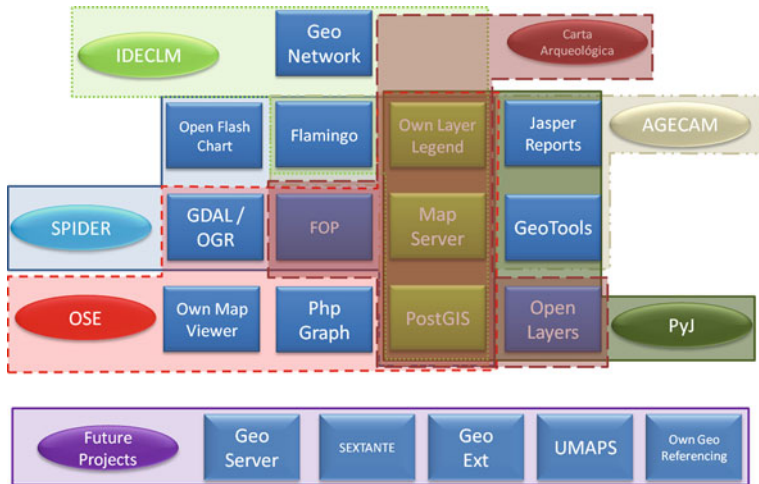 IDECLM
Geo
Network
Carta
Arqueológica
Open Flash
Chart
Flamingo
Own Layer
Legend
Jasper
Reports
AGECAM
SPIDER
GDAL /
OGR
FOP
Map
Server
GeoTools
OSE
Own Map
Viewer
Php
Graph
PostGIS
Open
Layers
PyJ
Future
Projects
Geo
Server
SEXTANTE
Geo
Ext
UMAPS
Own Geo
Referencing